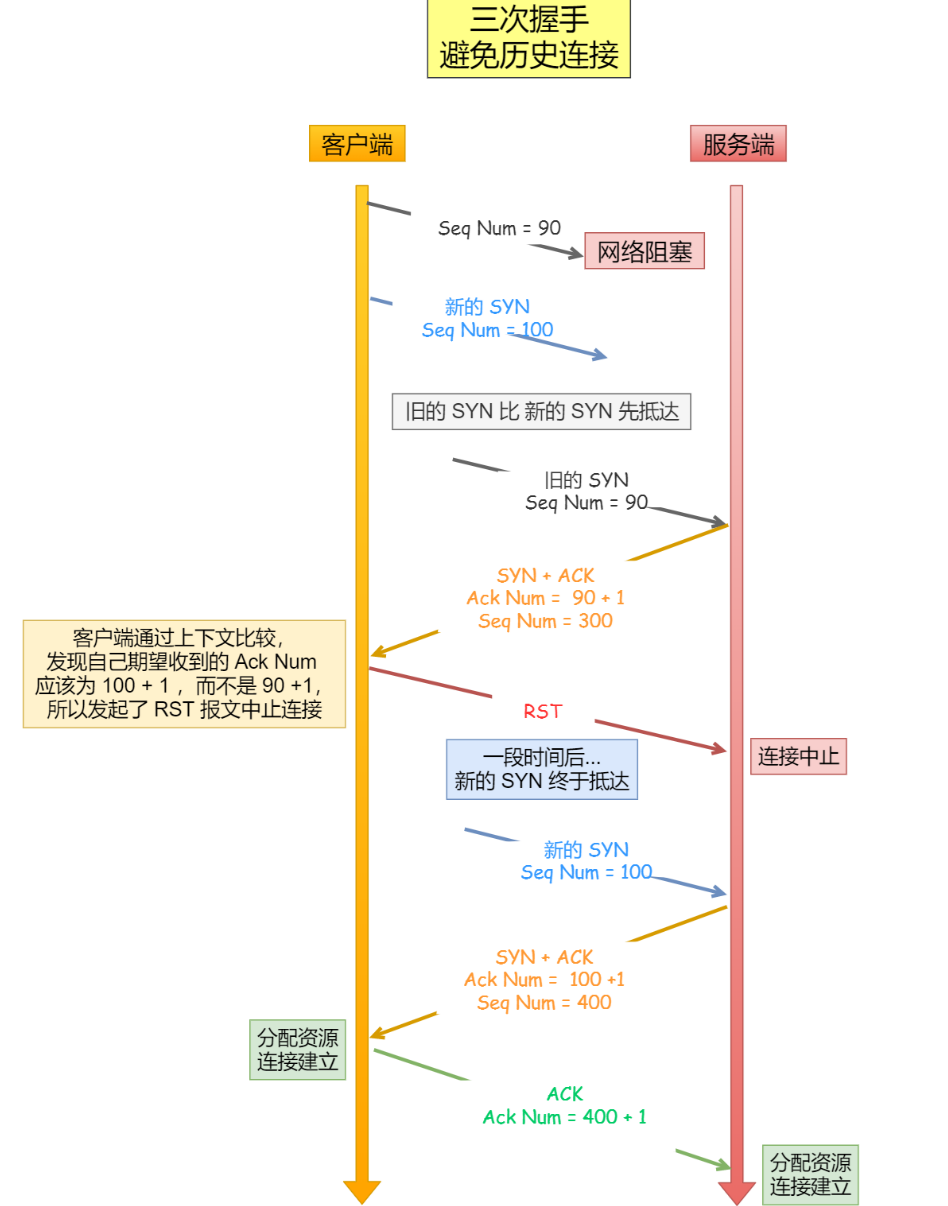 三次握手
避免历史连接
客户端
服务端
Seq Num = 90
网络阻塞
新的 SYN
Seq Num = 100
旧的 SYN 比 新的 SYN 先抵达
旧的 SYN
Seq Num = 90
SYN + ACK
Ack Num = 90 + 1
Seq Num = 300
客户端通过上下文比较，
发现自己期望收到的 Ack Num
应该为 100 + 1 ，而不是 90 +1，
所以发起了 RST 报文中止连接
RST
连接中止
一段时间后...
新的 SYN 终于抵达
新的 SYN
Seq Num = 100
SYN + ACK
Ack Num = 100 +1
Seq Num = 400
分配资源
连接建立
ACK
Ack Num = 400 + 1
分配资源
连接建立